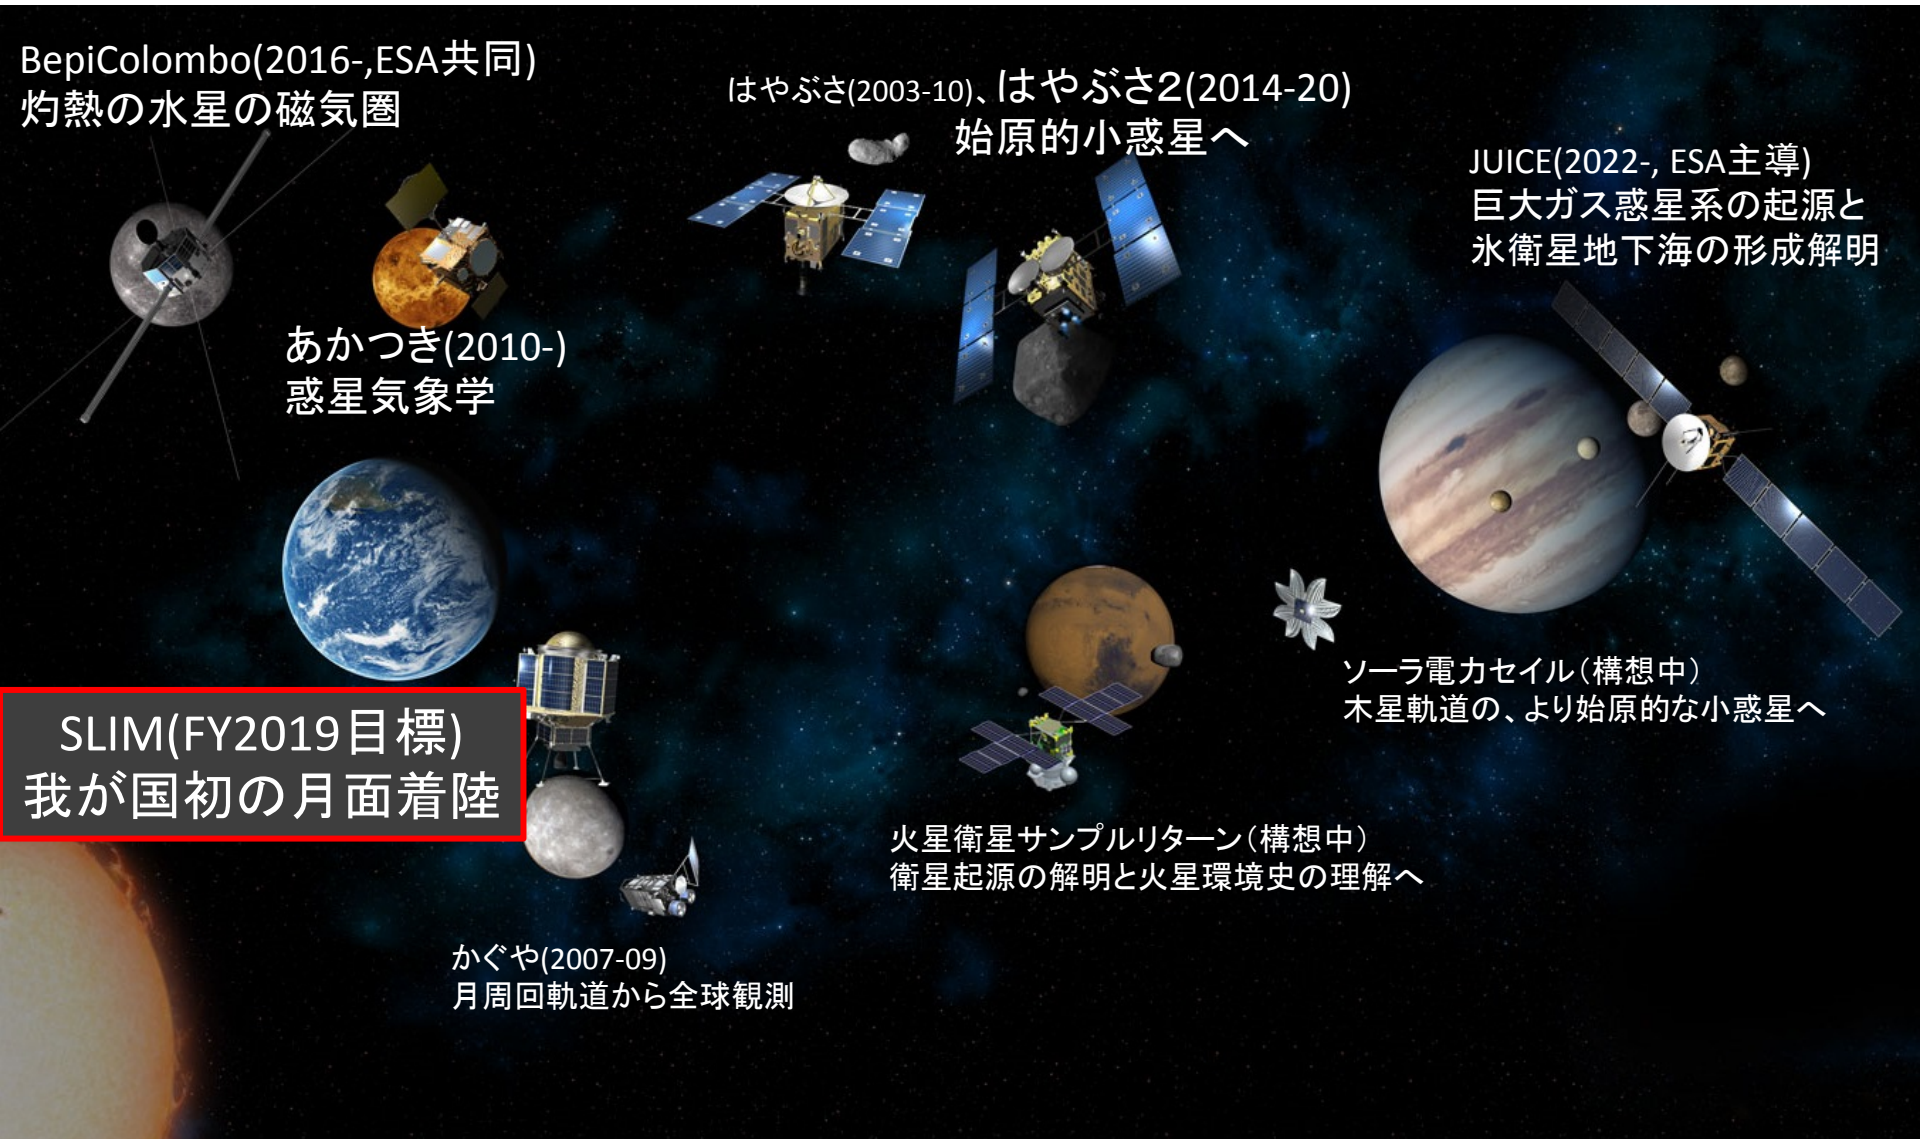 BepiColombo(2016-,ESA共同)
灼熱の水星の磁気圏
はやぶさ(2003-10)、はやぶさ2(2014-20)
始原的小惑星へ
JUICE(2022-, ESA主導)
巨大ガス惑星系の起源と
氷衛星地下海の形成解明
あかつき(2010-)
惑星気象学
SLIM(FY2019目標)
我が国初の月面着陸
ソーラ電力セイル(構想中)
木星軌道の、より始原的な小惑星へ
火星衛星サンプルリターン(構想中)
衛星起源の解明と火星環境史の理解へ
かぐや(2007-09)
月周回軌道から全球観測